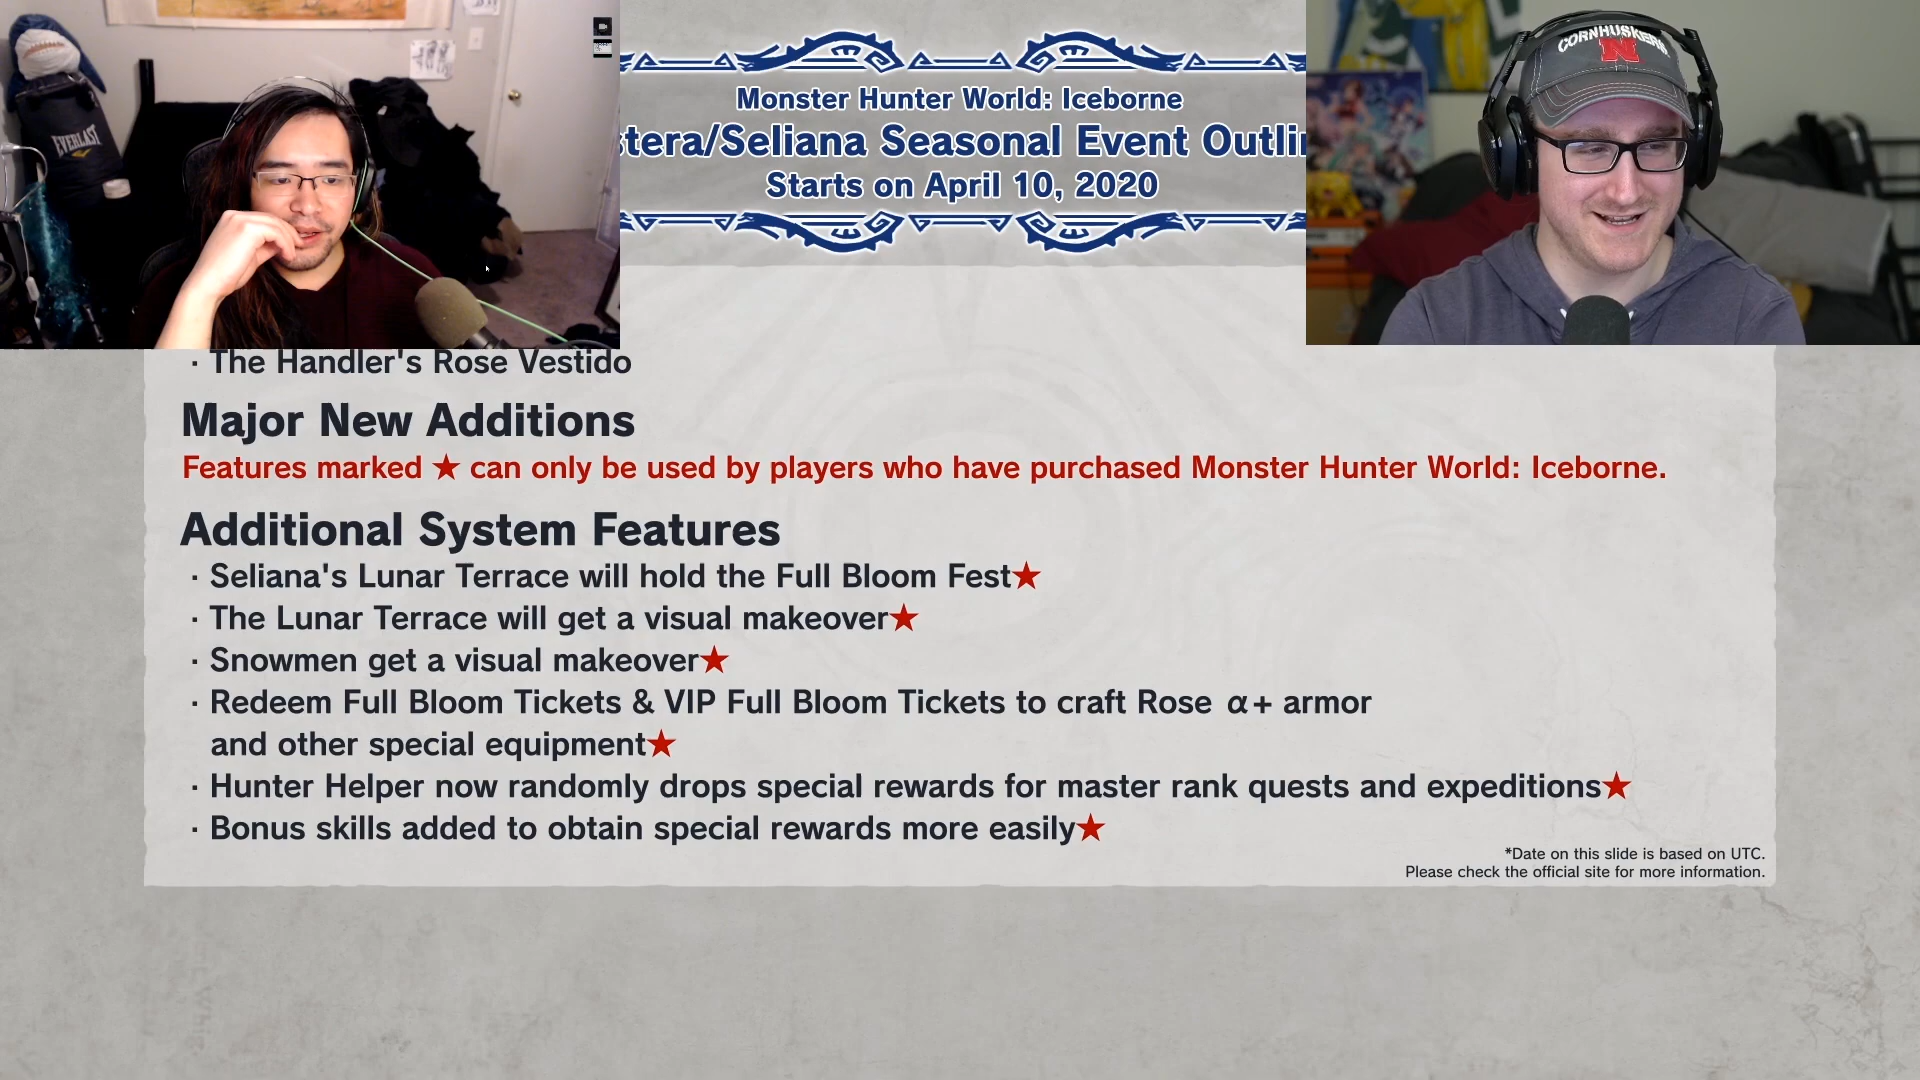 CORNHUSKERS
N
EVERLAST
Monster Hunter World: Iceborne
stera/Seliana Seasonal Event Outlin
Starts on April 10, 2020
· The Handler's Rose Vestido
Major New Additions
Features marked ★ can only be used by players who have purchased Monster Hunter World: Iceborne.
Additional System Features
· Seliana's Lunar Terrace will hold the Full Bloom Fest★
· The Lunar Terrace will get a visual makeover★
· Snowmen get a visual makeover★
· Redeem Full Bloom Tickets & VIP Full Bloom Tickets to craft Rose α+ armor
and other special equipment★
· Hunter Helper now randomly drops special rewards for master rank quests and expeditions★
· Bonus skills added to obtain special rewards more easily★
*Date on this slide is based on UTC.
Please check the official site for more information.